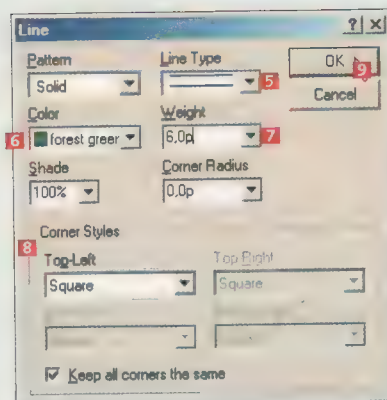 Line
? ×
Pattern Line Type
Solid 5
OK 9
Cancel
Color Weight
6 forest greer 6,0p 7
Shade Corner Radius
100% 0,0p
8 Corner Styles
Top-Left Top Right
Square Square
Keep all corners the same